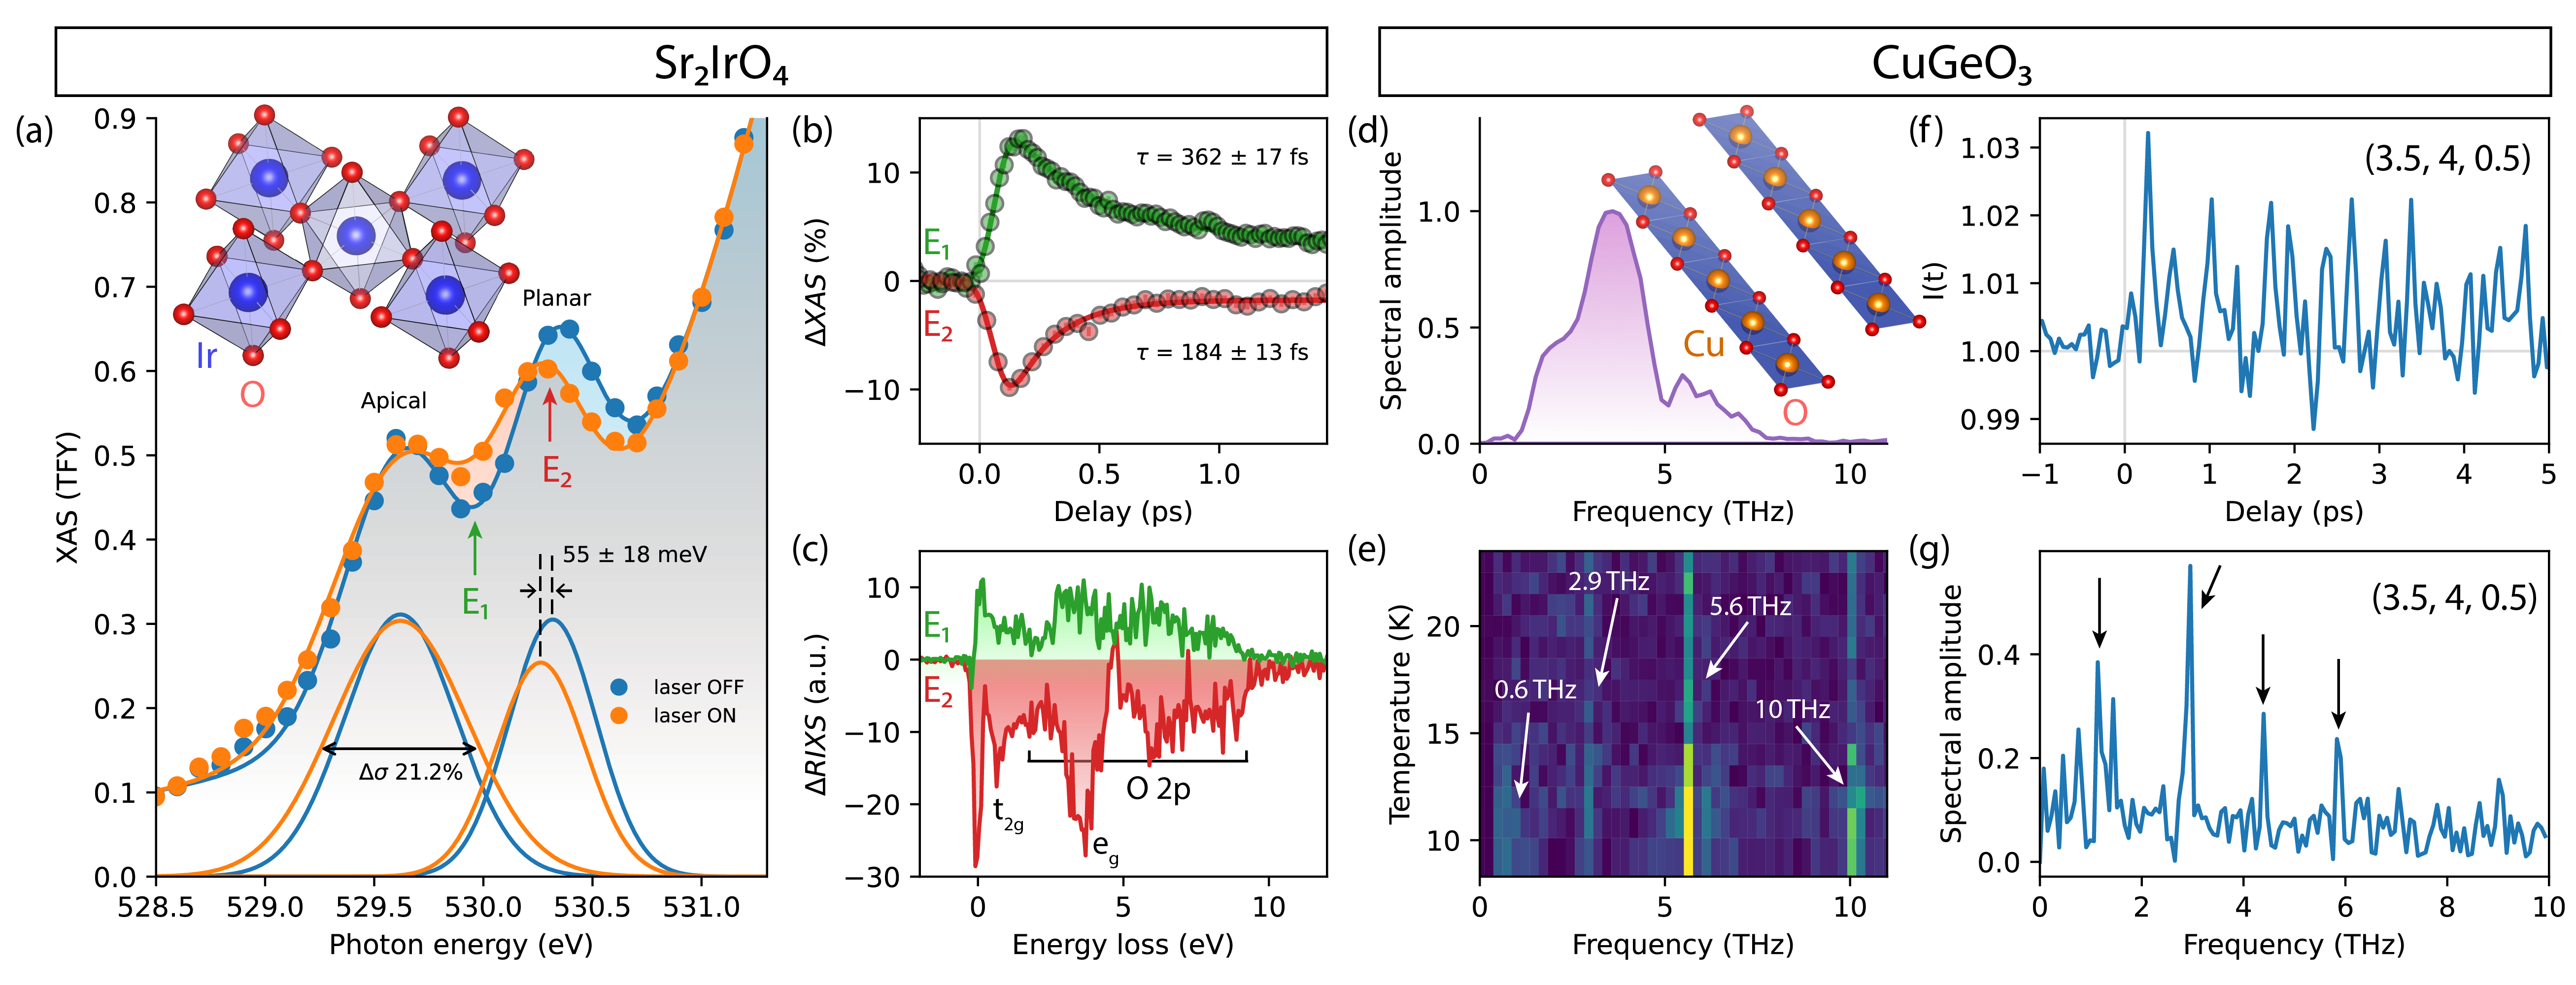 Sr₂IrO₄
CuGeO₃
(a)
0.9
0.8
0.7
0.6
0.5
0.4
0.3
0.2
0.1
0.0
XAS (TFY)
Ir
O
Apical
Planar
E₂
E₁
55 ± 18 meV
laser OFF
laser ON
Δσ 21.2%
528.5 529.0 529.5 530.0 530.5 531.0
Photon energy (eV)
(b)
10
0
−10
ΔXAS (%)
τ = 362 ± 17 fs
E₁
E₂
τ = 184 ± 13 fs
0.0 0.5 1.0
Delay (ps)
(c)
10
0
−10
−20
−30
ΔRIXS (a.u.)
E₁
E₂
t₂g
eg
O 2p
0 5 10
Energy loss (eV)
(d)
1.0
0.5
0.0
Spectral amplitude
Cu
O
0 5 10
Frequency (THz)
(e)
20
15
10
Temperature (K)
2.9 THz
5.6 THz
0.6 THz
10 THz
0 5 10
Frequency (THz)
(f)
1.03
1.02
1.01
1.00
0.99
I(t)
(3.5, 4, 0.5)
−1 0 1 2 3 4 5
Delay (ps)
(g)
0.4
0.2
0.0
Spectral amplitude
(3.5, 4, 0.5)
0 2 4 6 8 10
Frequency (THz)